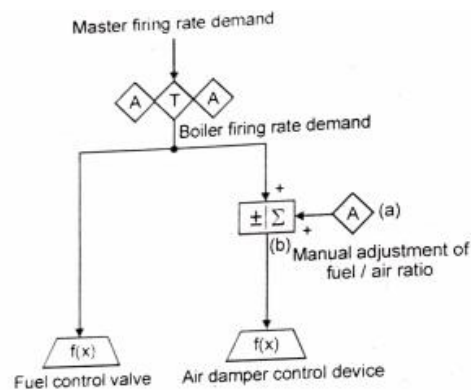 Master firing rate demand
A T A
Boiler firing rate demand
+
± Σ A (a)
+
(b) Manual adjustment of
fuel / air ratio
f(x) f(x)
Fuel control valve Air damper control device